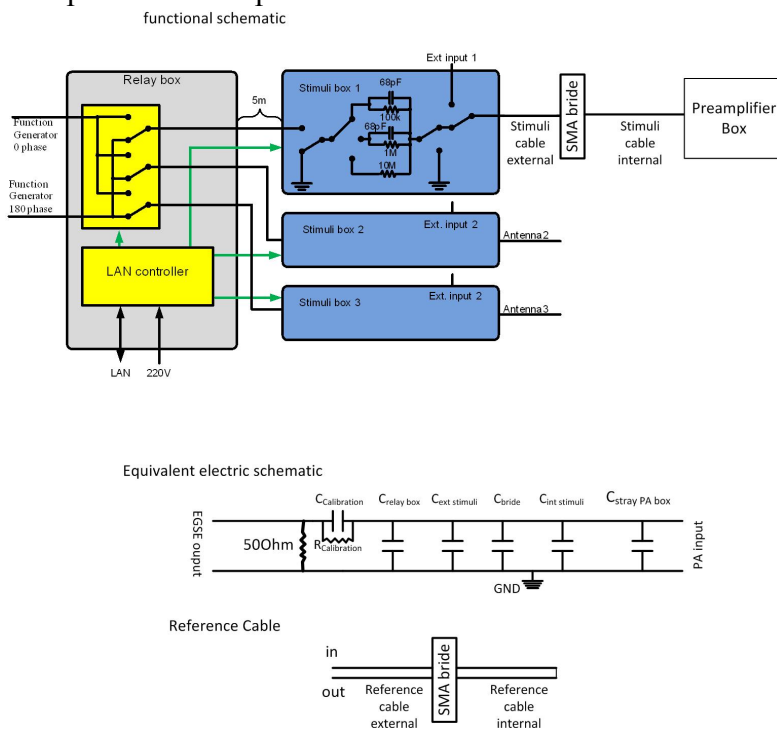 functional schematic
Relay box
Function
Generator
0 phase
Function
Generator
180 phase
LAN controller
LAN
220V
5m
Stimuli box 1
68pF
100k
68pF
1M
10M
Ext input 1
Stimuli box 2
Ext. input 2
Antenna2
Stimuli box 3
Ext. input 2
Antenna3
Stimuli
cable
external
SMA bride
Stimuli
cable
internal
Preamplifier
Box
Equivalent electric schematic
EGSE ouput
50Ohm
CCalibration
RCalibration
Crelay box
Cext stimuli
Cbride
Cint stimuli
Cstray PA box
GND
PA input
Reference Cable
in
out
Reference
cable
external
SMA bride
Reference
cable
internal